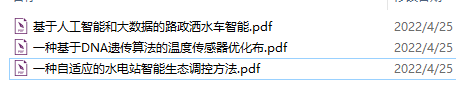 基于人工智能和大数据的路政洒水车智能.pdf 2022/4/25
一种基于DNA遗传算法的温度传感器优化布.pdf 2022/4/25
一种自适应的水电站智能生态调控方法.pdf 2022/4/25